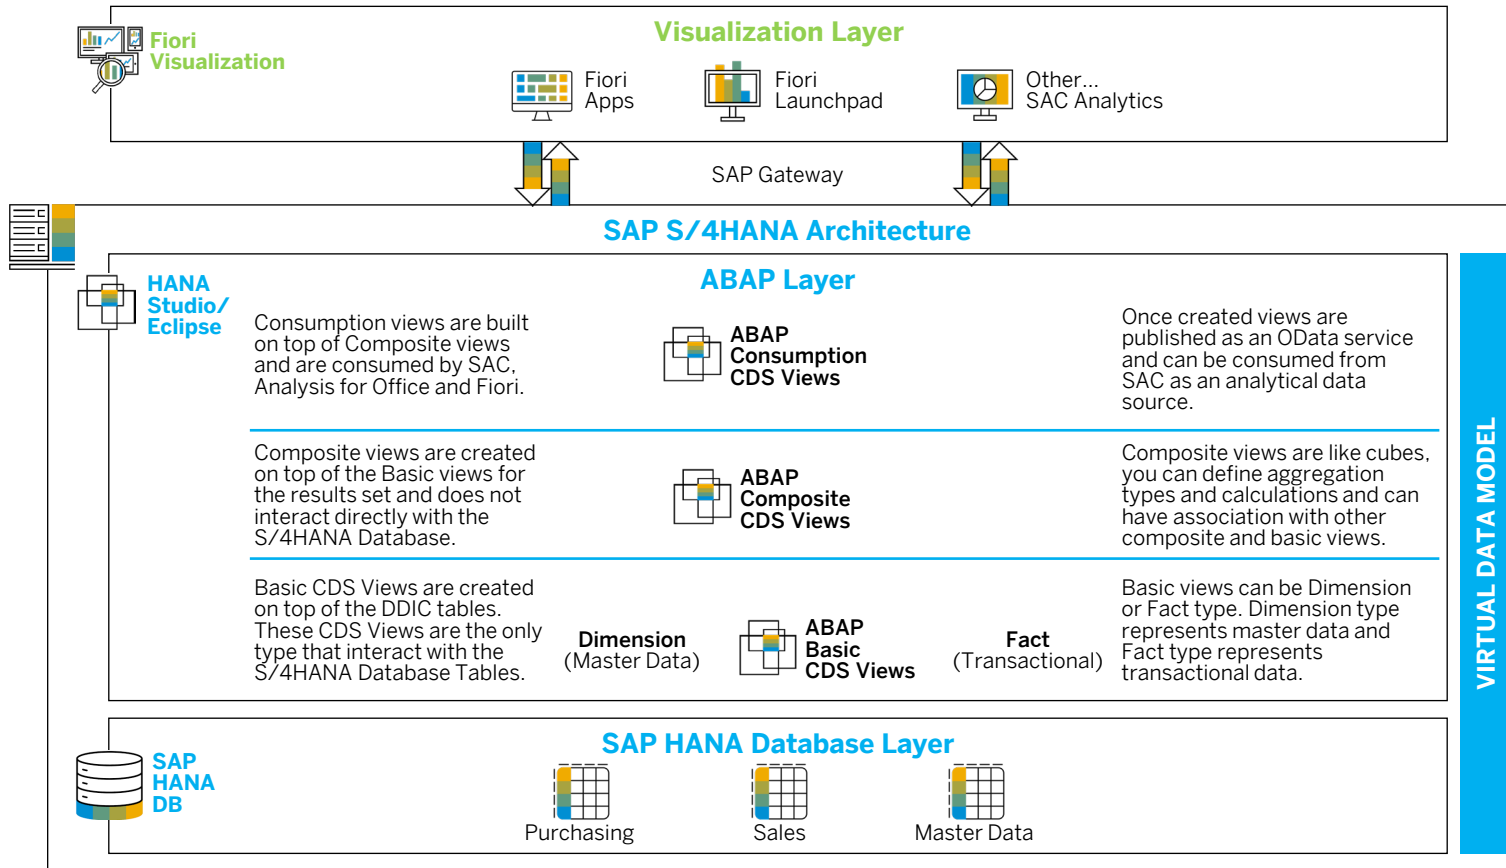 Visualization Layer
Fiori
Visualization
Fiori
Apps
Fiori
Launchpad
Other...
SAC Analytics
SAP Gateway
SAP S/4HANA Architecture
ABAP Layer
HANA
Studio/
Eclipse
Consumption views are built
on top of Composite views
and are consumed by SAC,
Analysis for Office and Fiori.
ABAP
Consumption
CDS Views
Once created views are
published as an OData service
and can be consumed from
SAC as an analytical data
source.
Composite views are created
on top of the Basic views for
the results set and does not
interact directly with the
S/4HANA Database.
ABAP
Composite
CDS Views
Composite views are like cubes,
you can define aggregation
types and calculations and can
have association with other
composite and basic views.
Basic CDS Views are created
on top of the DDIC tables.
These CDS Views are the only
type that interact with the
S/4HANA Database Tables.
Dimension
(Master Data)
ABAP
Basic
CDS Views
Fact
(Transactional)
Basic views can be Dimension
or Fact type. Dimension type
represents master data and
Fact type represents
transactional data.
VIRTUAL DATA MODEL
SAP HANA Database Layer
SAP
HANA
DB
Purchasing
Sales
Master Data